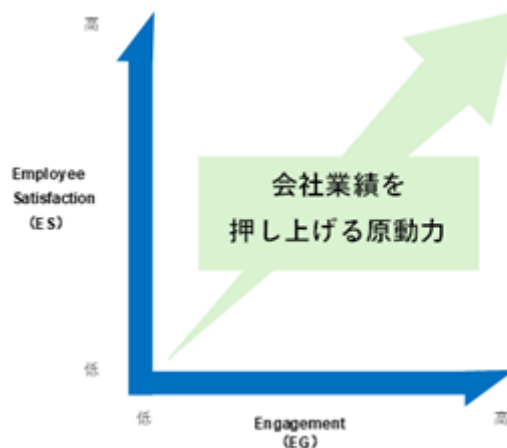 高
Employee
Satisfaction
（ES）
会社業績を
押し上げる原動力
低
低
高
Engagement
（EG）